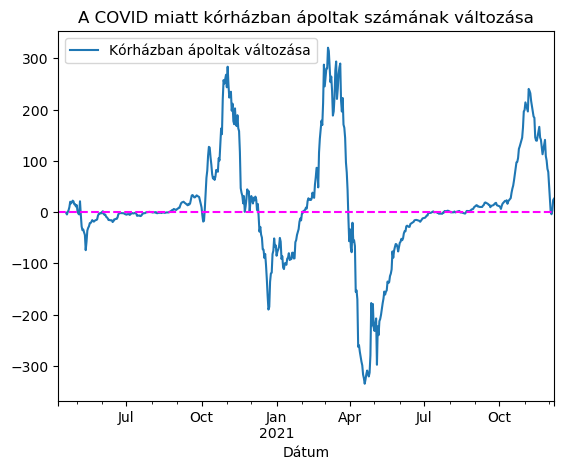 A COVID miatt kórházban ápoltak számának változása
Kórházban ápoltak változása
300
200
100
0
−100
−200
−300
Jul
Oct
Jan
2021
Apr
Jul
Oct
Dátum